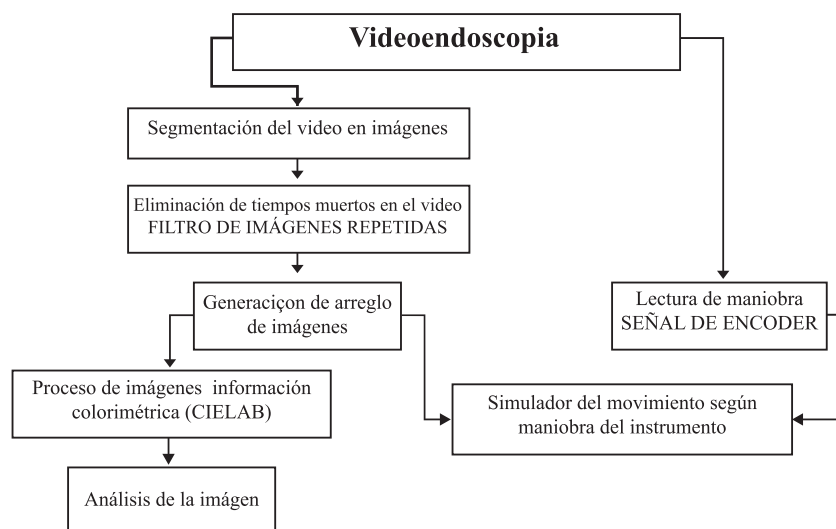 Videoendoscopia
Segmentación del video en imágenes
Eliminación de tiempos muertos en el video
FILTRO DE IMÁGENES REPETIDAS
Generaciçon de arreglo
de imágenes
Lectura de maniobra
SEÑAL DE ENCODER
Proceso de imágenes información
colorimétrica (CIELAB)
Simulador del movimiento según
maniobra del instrumento
Análisis de la imágen